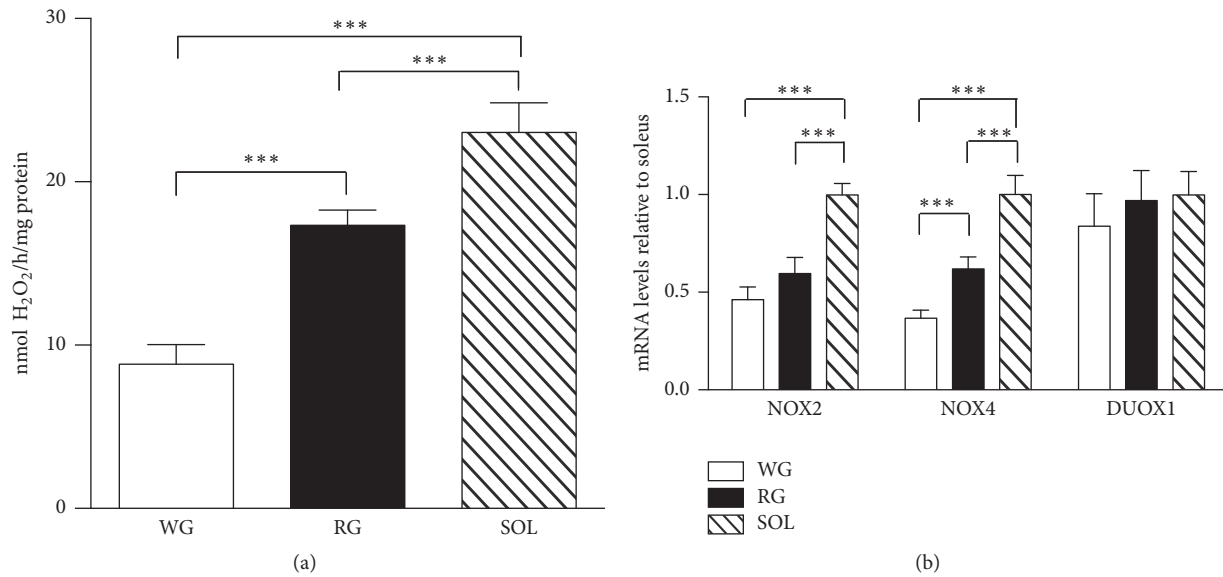 30
20
10
0
nmol H₂O₂/h/mg protein
***
***
***
WG RG SOL
(a)
1.5
1.0
0.5
0.0
mRNA levels relative to soleus
*** ***
*** ***
***
NOX2 NOX4 DUOX1
WG
RG
SOL
(b)